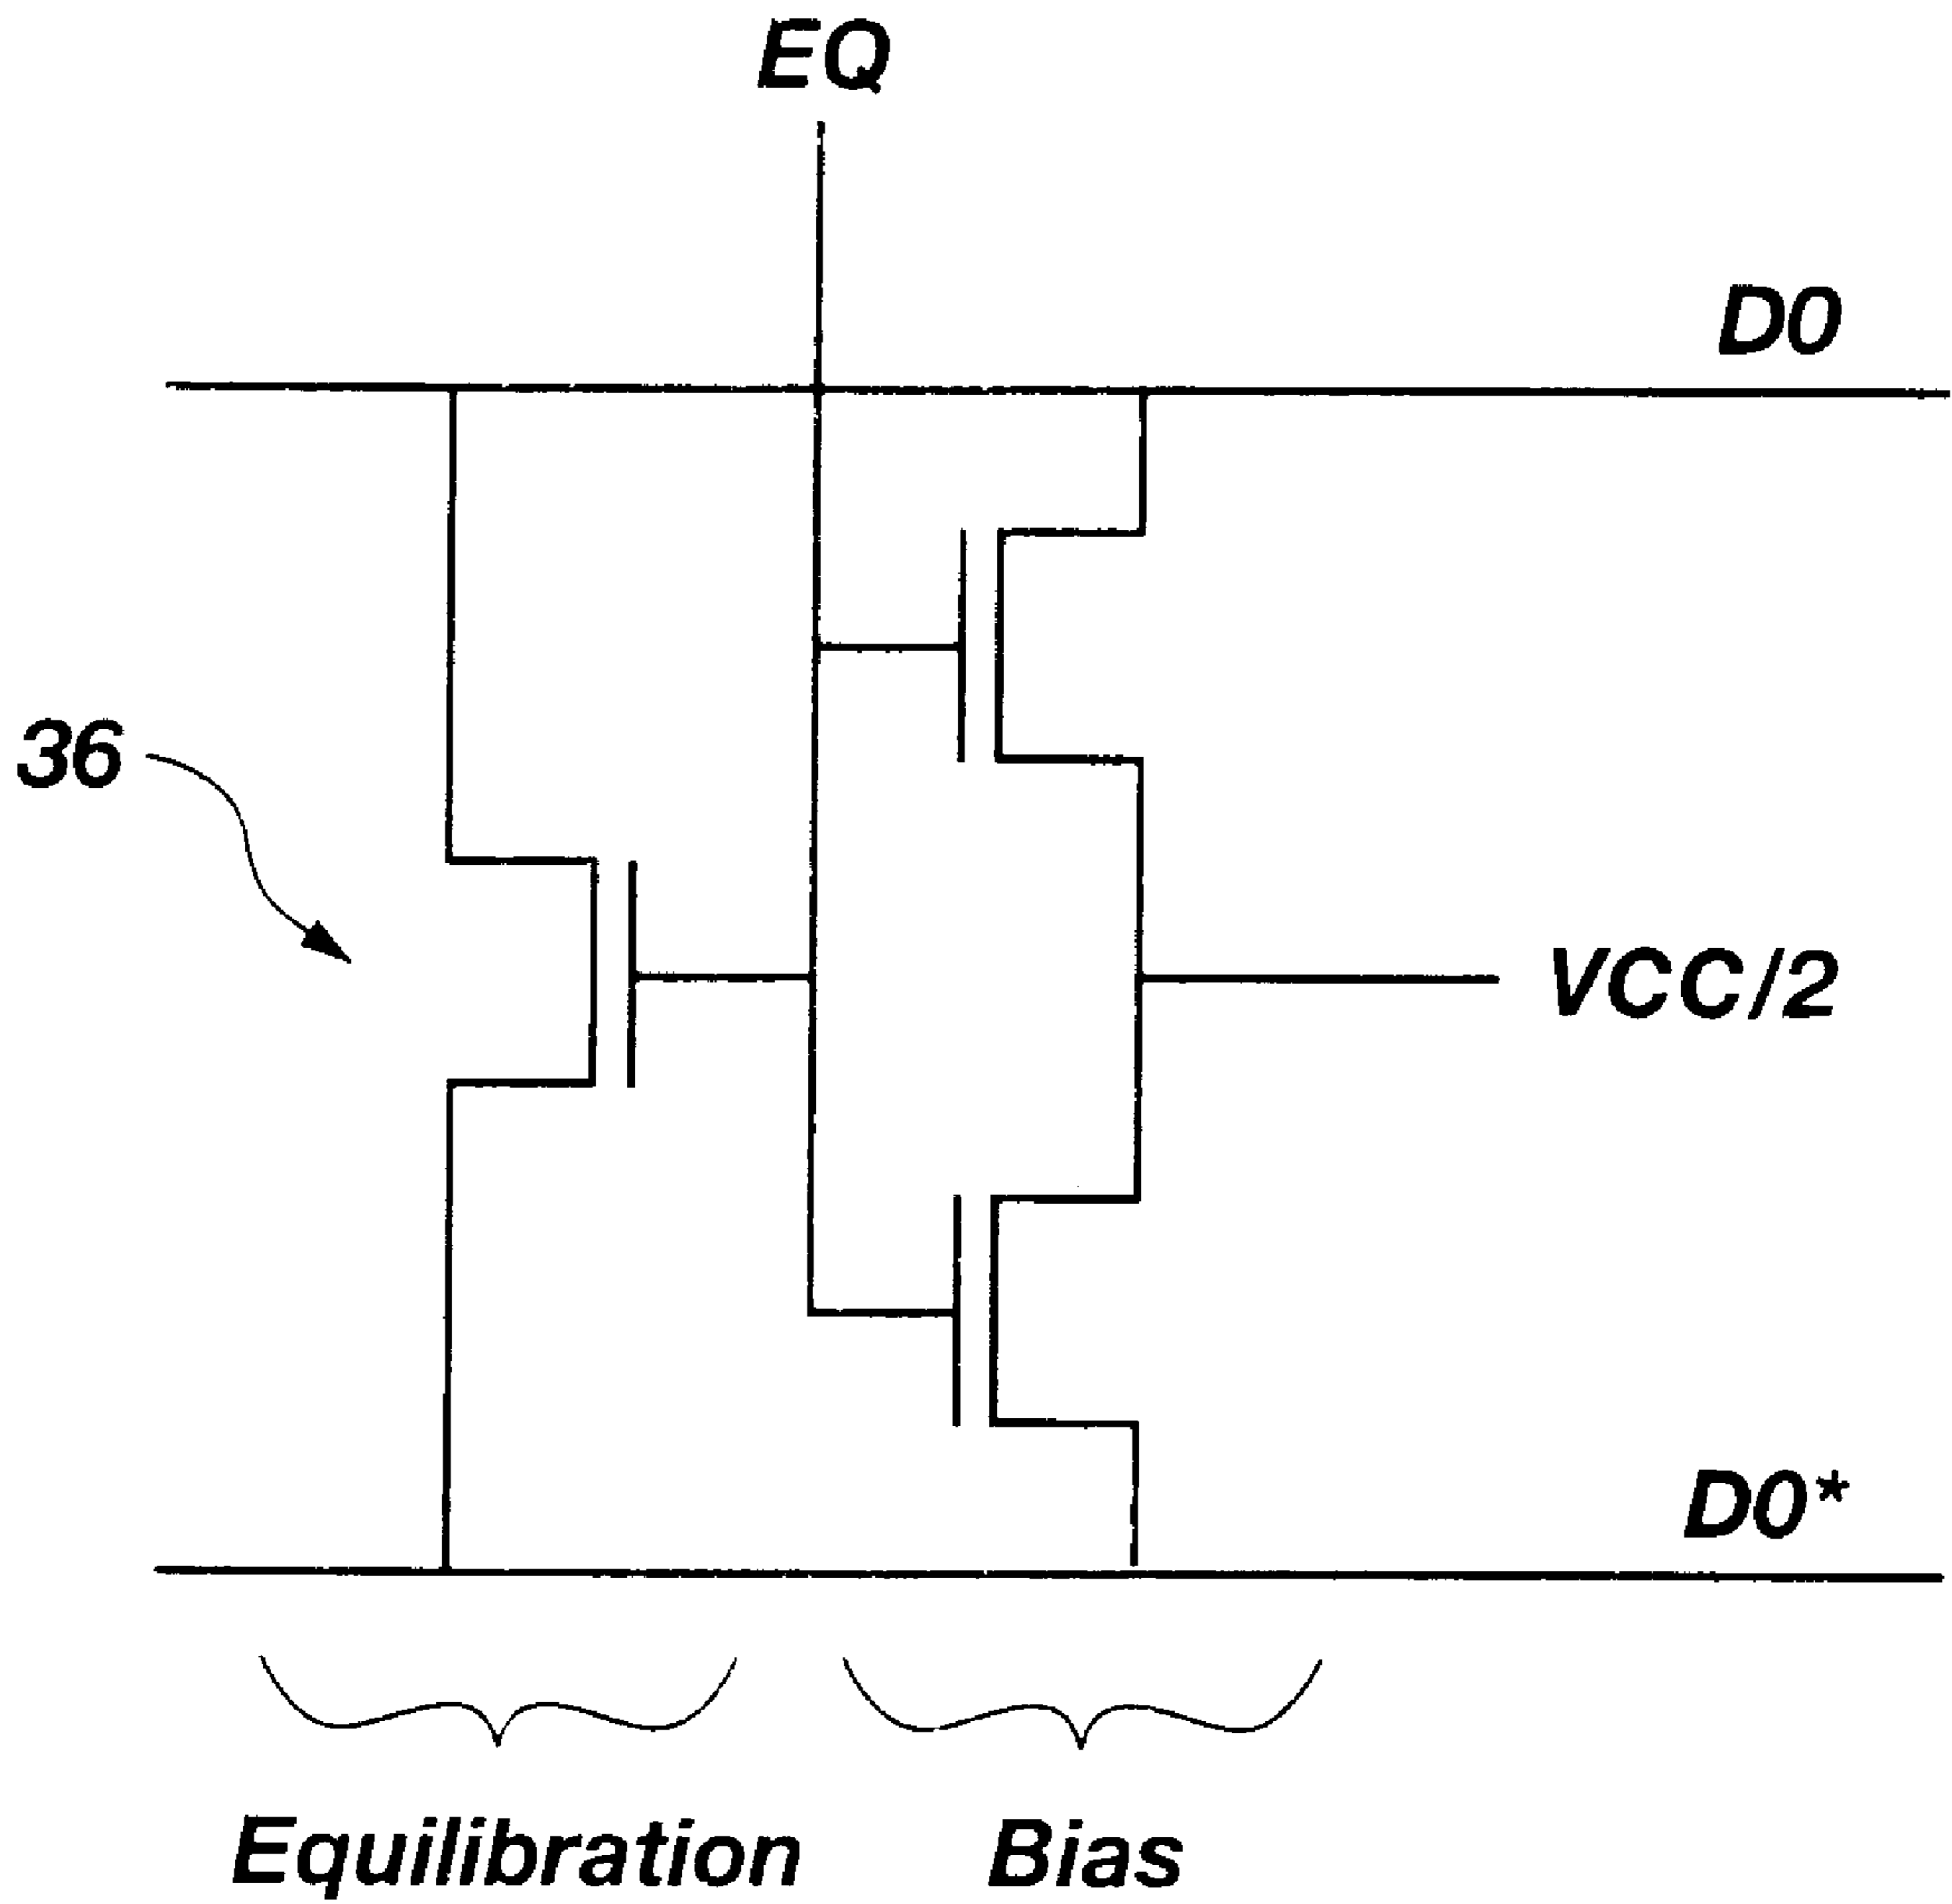 EQ
D0
36
VCC/2
D0*
Equilibration
Bias